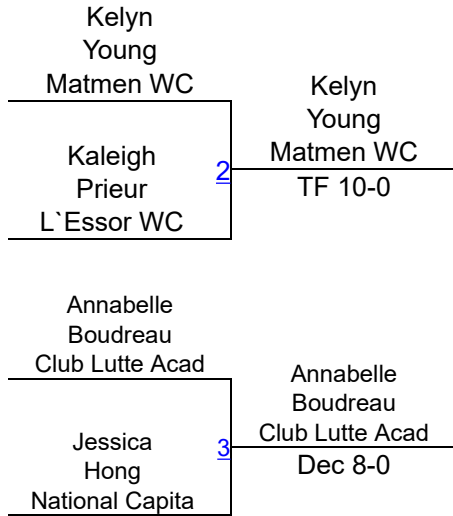 Kelyn
Young
Matmen WC
Kaleigh
Prieur
L`Essor WC
2
Kelyn
Young
Matmen WC
TF 10-0
Annabelle
Boudreau
Club Lutte Acad
Jessica
Hong
National Capita
3
Annabelle
Boudreau
Club Lutte Acad
Dec 8-0